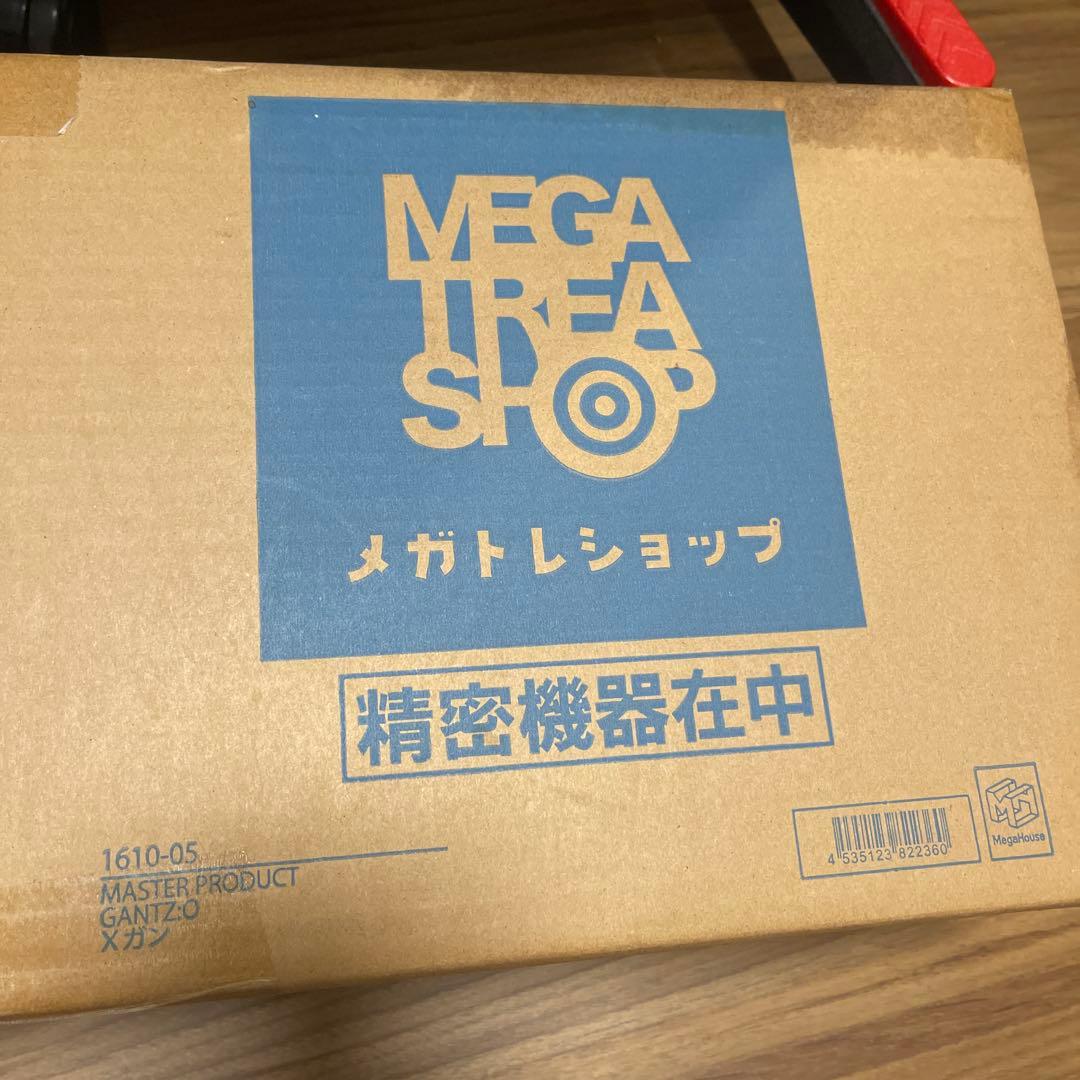 MEGA
TREA
SHOP
メガトレショップ
精密機器在中
1610-05
MASTER PRODUCT
GANTZ:O
Xガン
4 535123 822360
MegaHouse